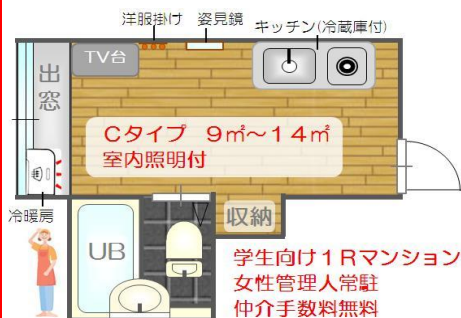 洋服掛け 姿見鏡 キッチン(冷蔵庫付)
TV台
出窓
Cタイプ 9㎡～14㎡
室内照明付
冷暖房
収納
UB
学生向け1Rマンション
女性管理人常駐
仲介手数料無料